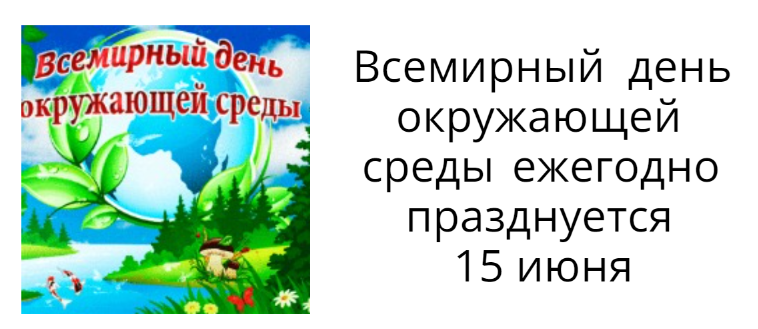 Всемирный день
окружающей среды
Всемирный день
окружающей
среды ежегодно
празднуется
15 июня